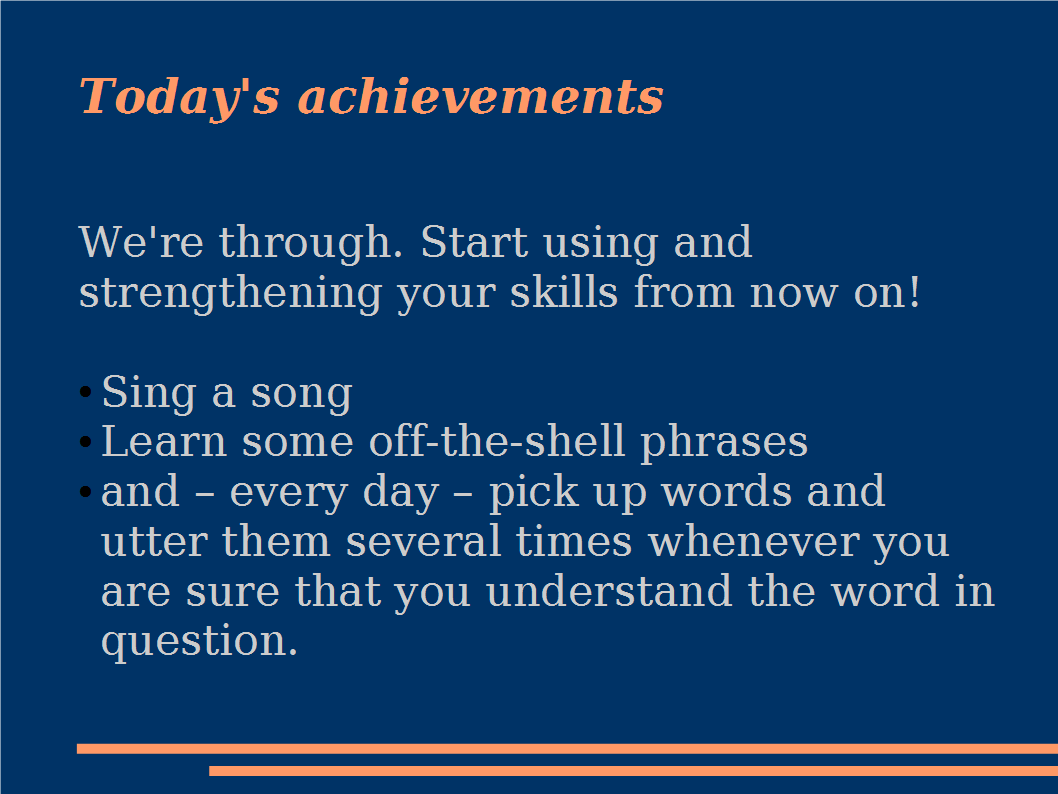 Today's achievements
We're through. Start using and
strengthening your skills from now on!
• Sing a song
• Learn some off-the-shell phrases
• and – every day – pick up words and
utter them several times whenever you
are sure that you understand the word in
question.